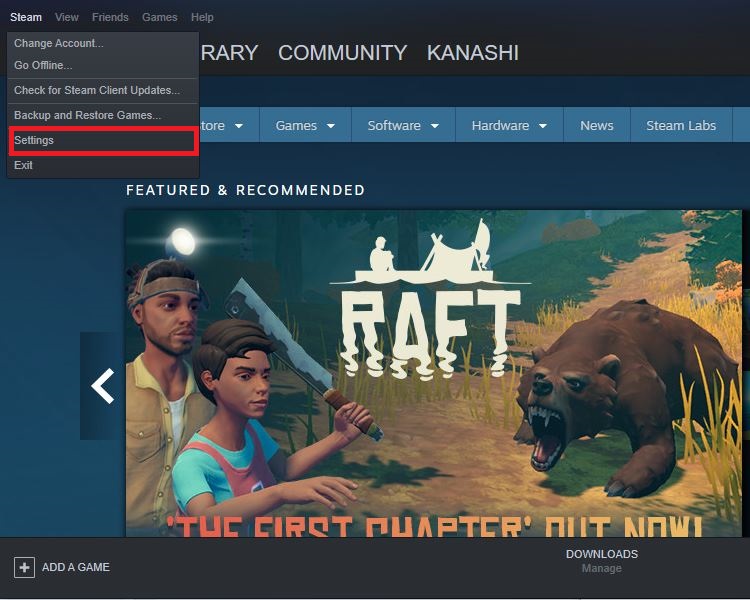 Steam View Friends Games Help
RARY COMMUNITY KANASHI
Change Account...
Go Offline...
Check for Steam Client Updates...
Backup and Restore Games...
Settings
Exit
tore Games Software Hardware News Steam Labs
FEATURED & RECOMMENDED
RAFT
'THE FIRST CHAPTER' OUT NOW!
ADD A GAME
DOWNLOADS
Manage